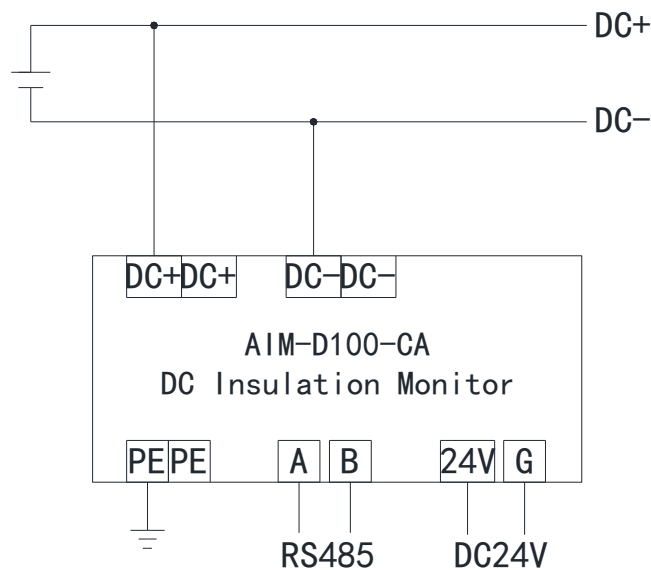 DC+
DC-
DC+ DC+ DC- DC-
AIM-D100-CA
DC Insulation Monitor
PE PE A B 24V G
RS485 DC24V